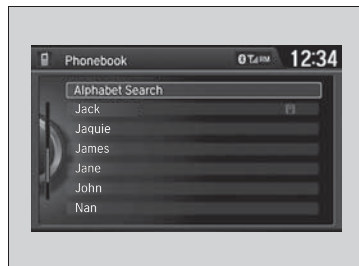 Phonebook 12:34
Alphabet Search
Jack
Jaquie
James
Jane
John
Nan